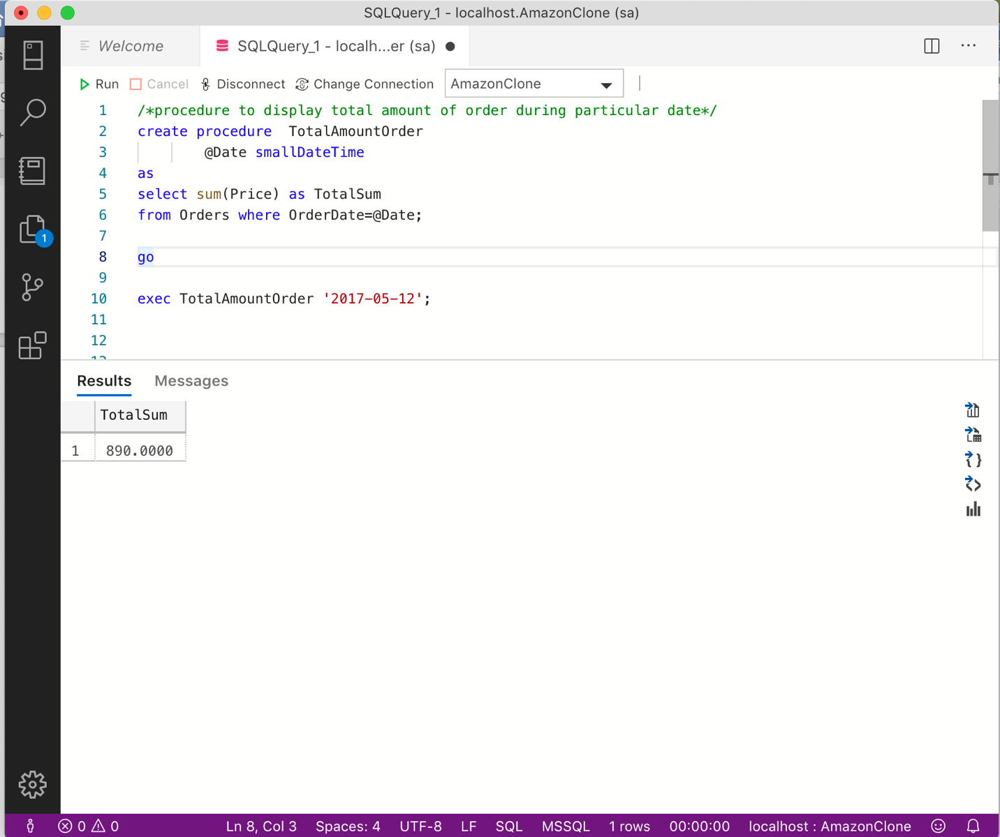 SQLQuery_1 - localhost.AmazonClone (sa)
Welcome
SQLQuery_1 - localh...er (sa)
Run Cancel Disconnect Change Connection AmazonClone
1 /*procedure to display total amount of order during particular date*/
2 create procedure  TotalAmountOrder
3         @Date smallDateTime
4 as
5 select sum(Price) as TotalSum
6 from Orders where OrderDate=@Date;
7
8 go
9
10 exec TotalAmountOrder '2017-05-12';
11
12
1
Results Messages
TotalSum
1 890.0000
0 0 Ln 8, Col 3 Spaces: 4 UTF-8 LF SQL MSSQL 1 rows 00:00:00 localhost : AmazonClone